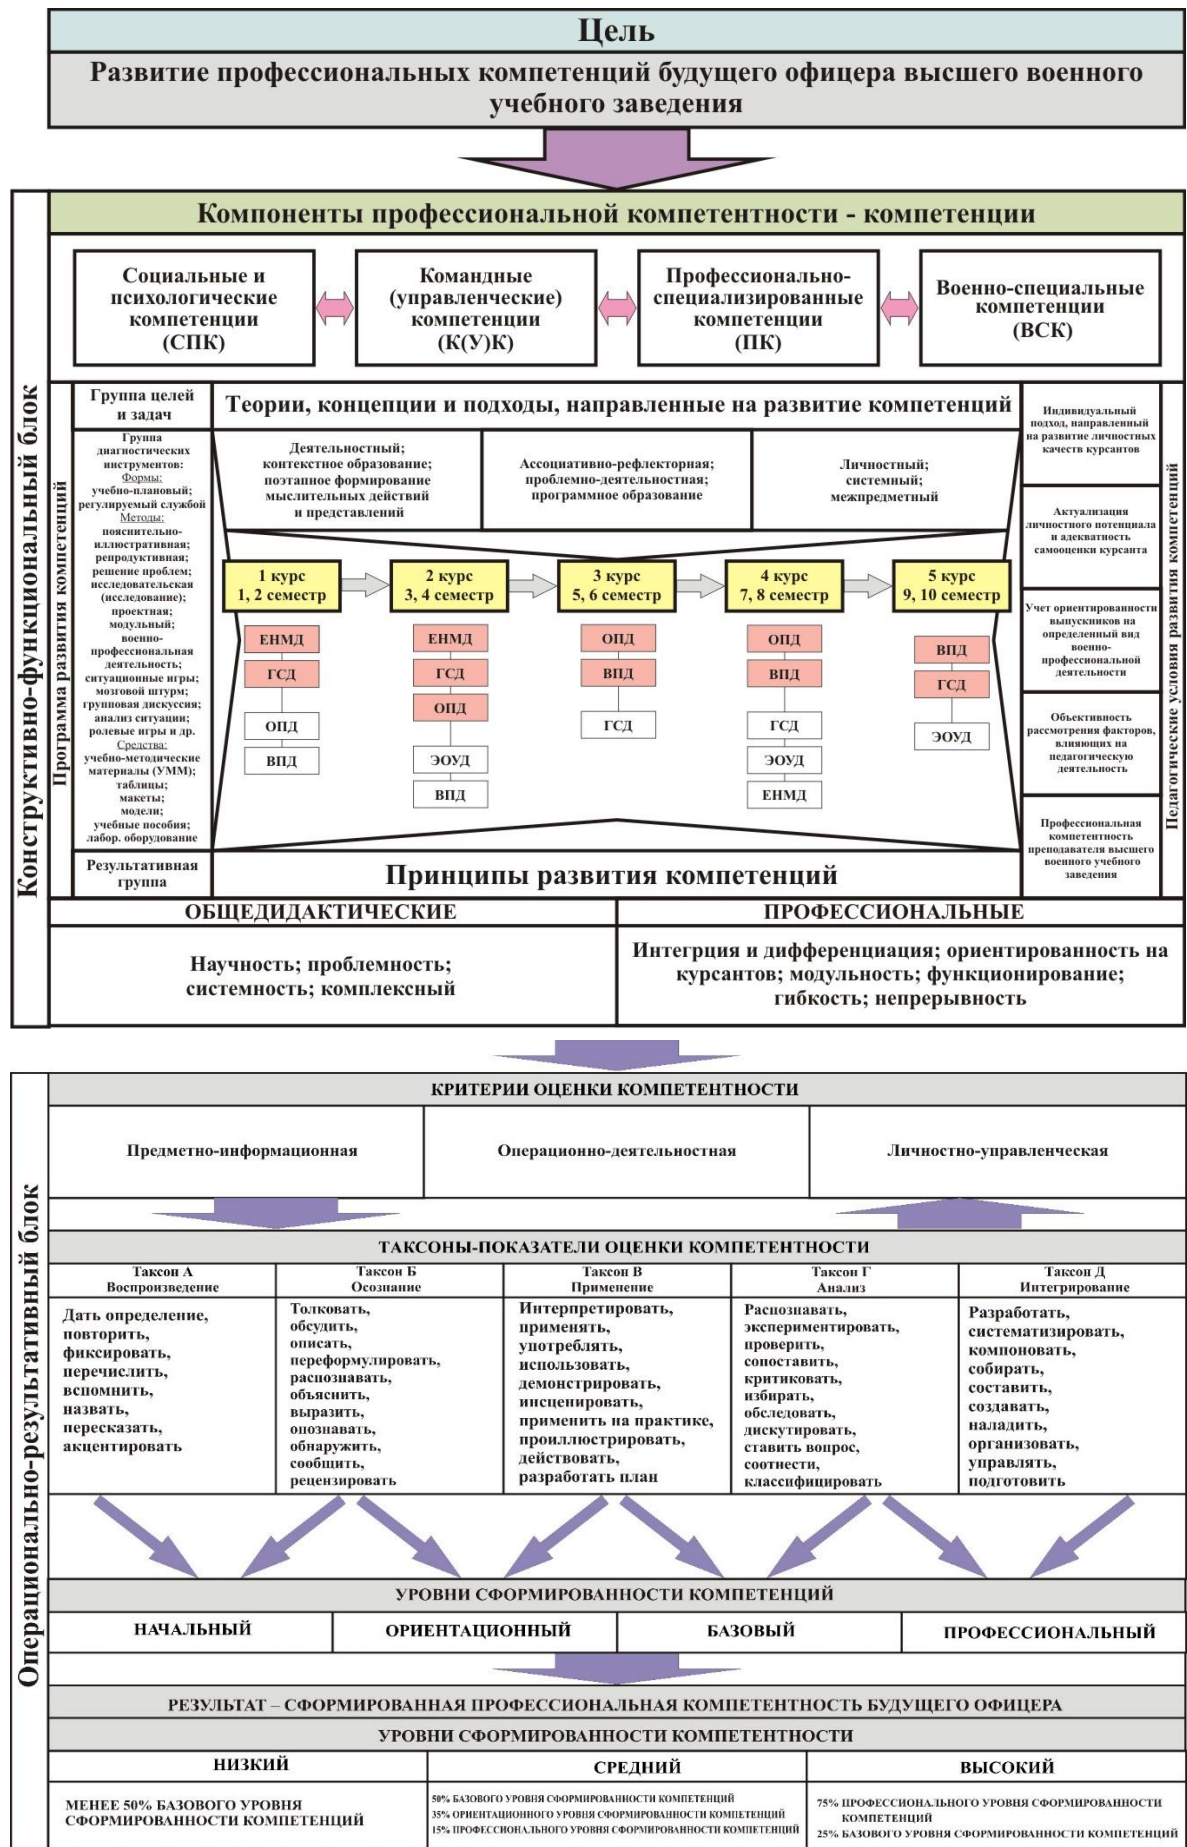 Цель
Развитие профессиональных компетенций будущего офицера высшего военного
учебного заведения
Конструктивно-функциональный блок
Компоненты профессиональной компетентности - компетенции
Социальные и
психологические
компетенции
(СПК)
Командные
(управленческие)
компетенции
(К(У)К)
Профессионально-
специализированные
компетенции
(ПК)
Военно-специальные
компетенции
(ВСК)
Программа развития компетенций
Группа целей
и задач
Группа
диагностических
инструментов:
Формы:
учебно-плановый;
регулируемый службой
Методы:
пояснительно-
иллюстративная;
репродуктивная;
решение проблем;
исследовательская
(исследование);
проектная;
модульный;
военно-
профессиональная
деятельность;
ситуационные игры;
мозговой штурм;
групповая дискуссия;
анализ ситуации;
ролевые игры и др.
Средства:
учебно-методические
материалы (УММ);
таблицы;
макеты;
модели;
учебные пособия;
лабор. оборудование
Результативная
группа
Теории, концепции и подходы, направленные на развитие компетенций
Деятельностный;
контекстное образование;
поэтапное формирование
мыслительных действий
и представлений
Ассоциативно-рефлекторная;
проблемно-деятельностная;
программное образование
Личностный;
системный;
межпредметный
1 курс
1, 2 семестр
2 курс
3, 4 семестр
3 курс
5, 6 семестр
4 курс
7, 8 семестр
5 курс
9, 10 семестр
ЕНМД
ГСД
ОПД
ВПД
ЕНМД
ГСД
ОПД
ЭОУД
ВПД
ОПД
ВПД
ГСД
ОПД
ВПД
ГСД
ЭОУД
ЕНМД
ВПД
ГСД
ЭОУД
Принципы развития компетенций
Индивидуальный
подход, направленный
на развитие личностных
качеств курсантов
Актуализация
личностного потенциала
и адекватность
самооценки курсанта
Учет ориентированности
выпускников на
определенный вид
военно-
профессиональной
деятельности
Объективность
рассмотрения факторов,
влияющих на
педагогическую
деятельность
Профессиональная
компетентность
преподавателя высшего
военного учебного
заведения
Педагогические условия развития компетенций
ОБЩЕДИДАКТИЧЕСКИЕ
ПРОФЕССИОНАЛЬНЫЕ
Научность; проблемность;
системность; комплексный
Интегрция и дифференциация; ориентированность на
курсантов; модульность; функционирование;
гибкость; непрерывность
Операционально-результативный блок
КРИТЕРИИ ОЦЕНКИ КОМПЕТЕНТНОСТИ
Предметно-информационная
Операционно-деятельностная
Личностно-управленческая
ТАКСОНЫ-ПОКАЗАТЕЛИ ОЦЕНКИ КОМПЕТЕНТНОСТИ
Таксон А
Воспроизведение
Таксон Б
Осознание
Таксон В
Применение
Таксон Г
Анализ
Таксон Д
Интегрирование
Дать определение,
повторить,
фиксировать,
перечислить,
вспомнить,
назвать,
пересказать,
акцентировать
Толковать,
обсудить,
описать,
переформулировать,
распознавать,
объяснить,
выразить,
опознавать,
обнаружить,
сообщить,
рецензировать
Интерпретировать,
применять,
употреблять,
использовать,
демонстрировать,
инсценировать,
применить на практике,
проиллюстрировать,
действовать,
разработать план
Распознавать,
экспериментировать,
проверить,
сопоставить,
критиковать,
избирать,
обследовать,
дискутировать,
ставить вопрос,
соотнести,
классифицировать
Разработать,
систематизировать,
компоновать,
собирать,
составить,
создавать,
наладить,
организовать,
управлять,
подготовить
УРОВНИ СФОРМИРОВАННОСТИ КОМПЕТЕНЦИЙ
НАЧАЛЬНЫЙ
ОРИЕНТАЦИОННЫЙ
БАЗОВЫЙ
ПРОФЕССИОНАЛЬНЫЙ
РЕЗУЛЬТАТ – СФОРМИРОВАННАЯ ПРОФЕССИОНАЛЬНАЯ КОМПЕТЕНТНОСТЬ БУДУЩЕГО ОФИЦЕРА
УРОВНИ СФОРМИРОВАННОСТИ КОМПЕТЕНТНОСТИ
НИЗКИЙ
СРЕДНИЙ
ВЫСОКИЙ
МЕНЕЕ 50% БАЗОВОГО УРОВНЯ
СФОРМИРОВАННОСТИ КОМПЕТЕНЦИЙ
50% БАЗОВОГО УРОВНЯ СФОРМИРОВАННОСТИ КОМПЕТЕНЦИЙ
35% ОРИЕНТАЦИОННОГО УРОВНЯ СФОРМИРОВАННОСТИ КОМПЕТЕНЦИЙ
15% ПРОФЕССИОНАЛЬНОГО УРОВНЯ СФОРМИРОВАННОСТИ КОМПЕТЕНЦИЙ
75% ПРОФЕССИОНАЛЬНОГО УРОВНЯ СФОРМИРОВАННОСТИ
КОМПЕТЕНЦИЙ
25% БАЗОВОГО УРОВНЯ СФОРМИРОВАННОСТИ КОМПЕТЕНЦИЙ